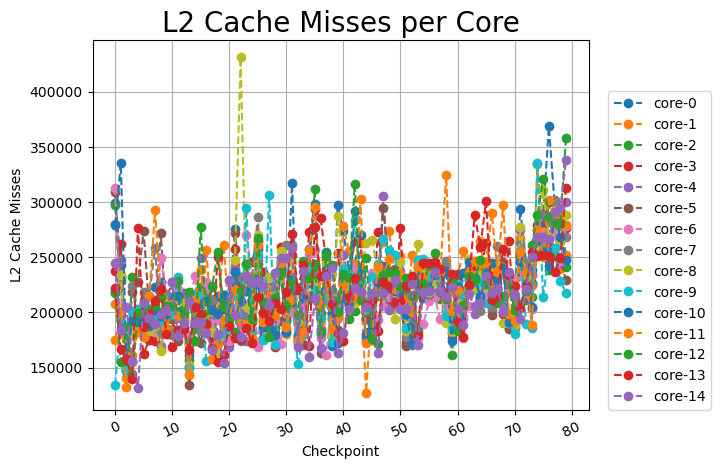 L2 Cache Misses per Core
L2 Cache Misses
400000
350000
300000
250000
200000
150000
0 10 20 30 40 50 60 70 80
Checkpoint
core-0
core-1
core-2
core-3
core-4
core-5
core-6
core-7
core-8
core-9
core-10
core-11
core-12
core-13
core-14